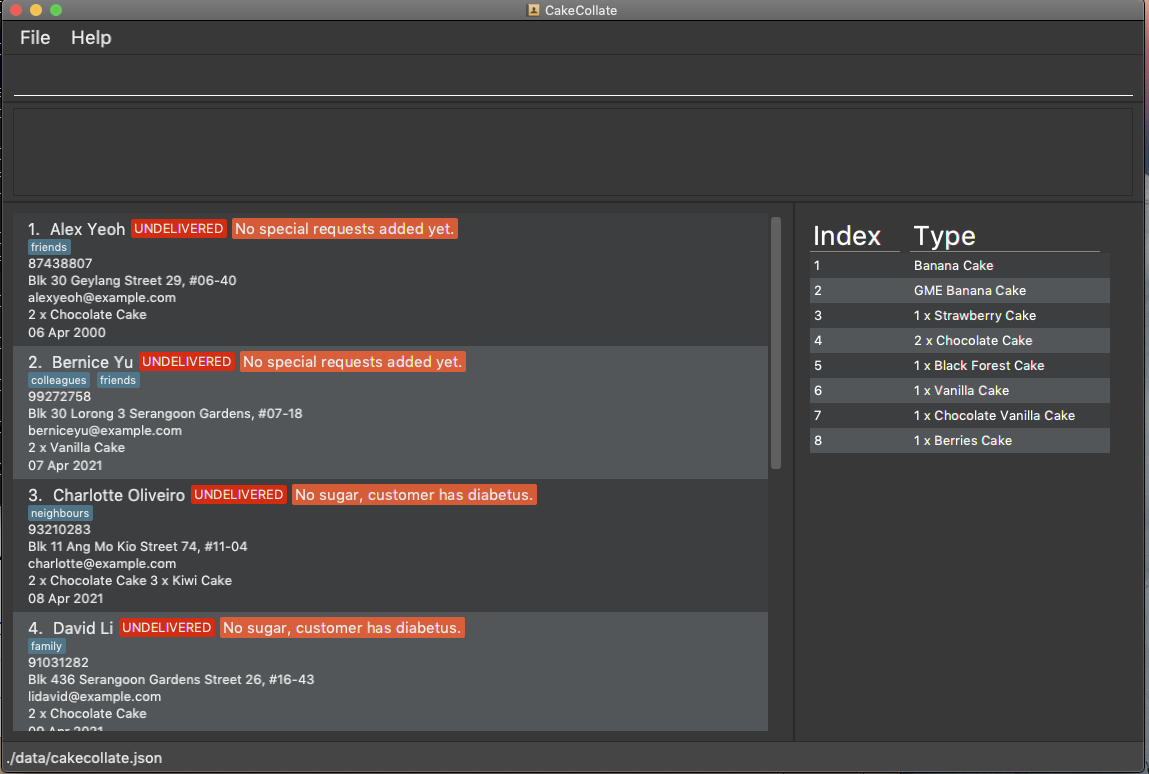 CakeCollate
File Help
1. Alex Yeoh UNDELIVERED No special requests added yet.
friends
87438807
Blk 30 Geylang Street 29, #06-40
alexyeoh@example.com
2 x Chocolate Cake
06 Apr 2000
2. Bernice Yu UNDELIVERED No special requests added yet.
colleagues friends
99272758
Blk 30 Lorong 3 Serangoon Gardens, #07-18
berniceyu@example.com
2 x Vanilla Cake
07 Apr 2021
3. Charlotte Oliveiro UNDELIVERED No sugar, customer has diabetus.
neighbours
93210283
Blk 11 Ang Mo Kio Street 74, #11-04
charlotte@example.com
2 x Chocolate Cake 3 x Kiwi Cake
08 Apr 2021
4. David Li UNDELIVERED No sugar, customer has diabetus.
family
91031282
Blk 436 Serangoon Gardens Street 26, #16-43
lidavid@example.com
2 x Chocolate Cake
09 Apr 2021
Index Type
1 Banana Cake
2 GME Banana Cake
3 1 x Strawberry Cake
4 2 x Chocolate Cake
5 1 x Black Forest Cake
6 1 x Vanilla Cake
7 1 x Chocolate Vanilla Cake
8 1 x Berries Cake
./data/cakecollate.json